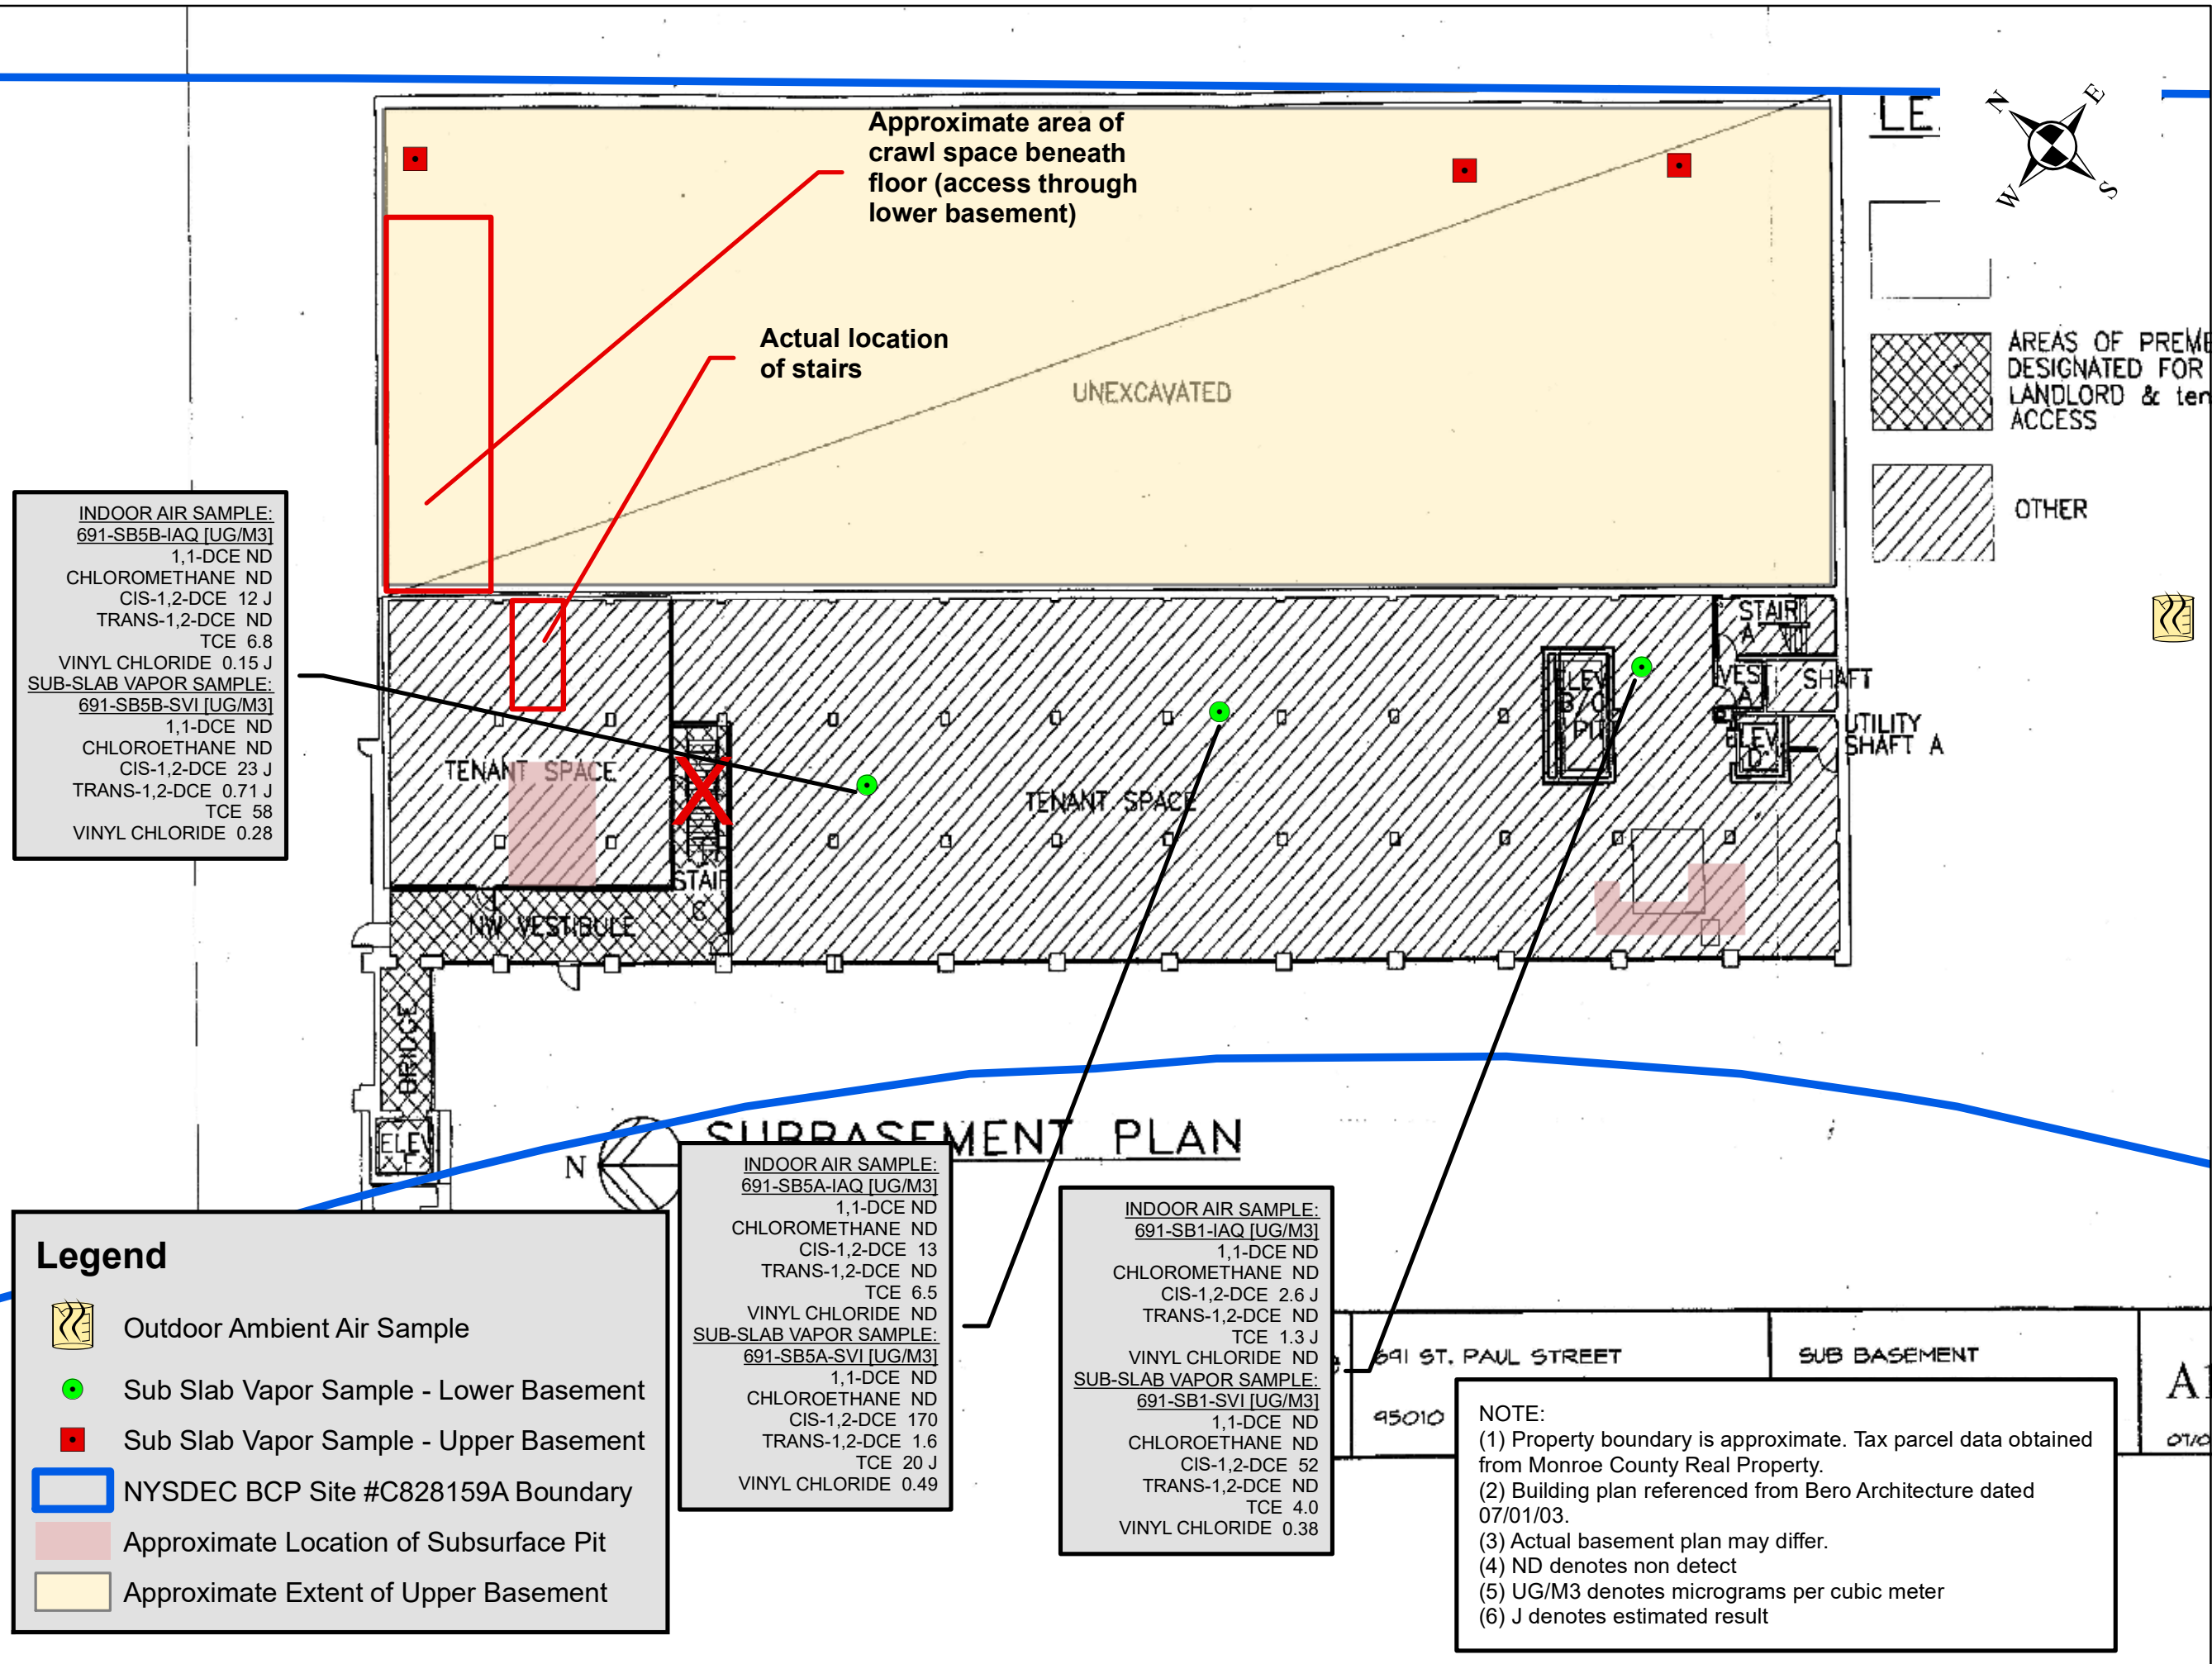 LE
N
E
W
S
Approximate area of
crawl space beneath
floor (access through
lower basement)
Actual location
of stairs
UNEXCAVATED
AREAS OF
DESIGNATED FOR
LANDLORD &
ACCESS
OTHER
INDOOR AIR SAMPLE:
691-SB5B-IAQ [UG/M3]
1,1-DCE ND
CHLOROMETHANE ND
CIS-1,2-DCE 12 J
TRANS-1,2-DCE ND
TCE 6.8
VINYL CHLORIDE 0.15 J
SUB-SLAB VAPOR SAMPLE:
691-SB5B-SVI [UG/M3]
1,1-DCE ND
CHLOROETHANE ND
CIS-1,2-DCE 23 J
TRANS-1,2-DCE 0.71 J
TCE 58
VINYL CHLORIDE 0.28
STAIR
A
VEST
A
SHAFT
UTILITY
SHAFT A
ELEV
B/C
PIT
ELEV
D
TENANT SPACE
TENANT SPACE
STAIR
C
NW VESTIBULE
BRIDGE
ELEV
F
SUBBASEMENT PLAN
N
INDOOR AIR SAMPLE:
691-SB5A-IAQ [UG/M3]
1,1-DCE ND
CHLOROMETHANE ND
CIS-1,2-DCE 13
TRANS-1,2-DCE ND
TCE 6.5
VINYL CHLORIDE ND
SUB-SLAB VAPOR SAMPLE:
691-SB5A-SVI [UG/M3]
1,1-DCE ND
CHLOROETHANE ND
CIS-1,2-DCE 170
TRANS-1,2-DCE 1.6
TCE 20 J
VINYL CHLORIDE 0.49
INDOOR AIR SAMPLE:
691-SB1-IAQ [UG/M3]
1,1-DCE ND
CHLOROMETHANE ND
CIS-1,2-DCE 2.6 J
TRANS-1,2-DCE ND
TCE 1.3 J
VINYL CHLORIDE ND
SUB-SLAB VAPOR SAMPLE:
691-SB1-SVI [UG/M3]
1,1-DCE ND
CHLOROETHANE ND
CIS-1,2-DCE 52
TRANS-1,2-DCE ND
TCE 4.0
VINYL CHLORIDE 0.38
Legend
Outdoor Ambient Air Sample
Sub Slab Vapor Sample - Lower Basement
Sub Slab Vapor Sample - Upper Basement
NYSDEC BCP Site #C828159A Boundary
Approximate Location of Subsurface Pit
Approximate Extent of Upper Basement
691 ST. PAUL STREET
SUB BASEMENT
95010
NOTE:
(1) Property boundary is approximate. Tax parcel data obtained
from Monroe County Real Property.
(2) Building plan referenced from Bero Architecture dated
07/01/03.
(3) Actual basement plan may differ.
(4) ND denotes non detect
(5) UG/M3 denotes micrograms per cubic meter
(6) J denotes estimated result